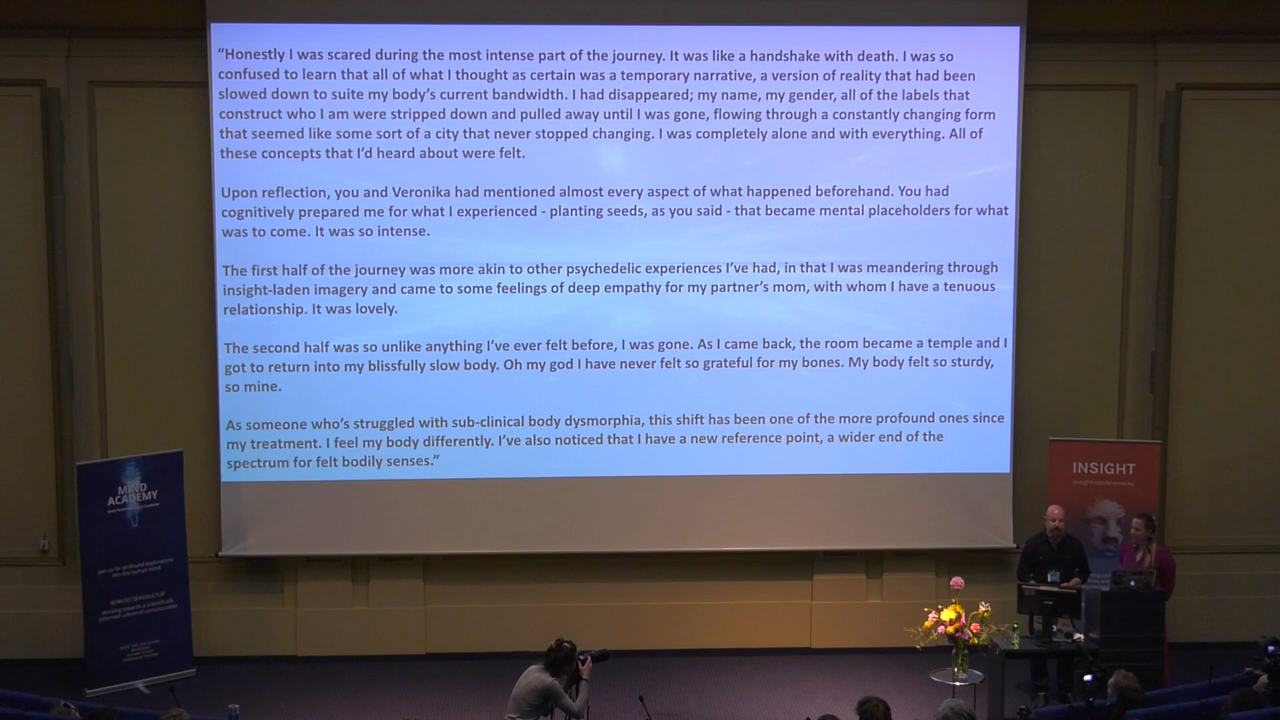 “Honestly I was scared during the most intense part of the journey. It was like a handshake with death. I was so
confused to learn that all of what I thought as certain was a temporary narrative, a version of reality that had been
slowed down to suite my body’s current bandwidth. I had disappeared; my name, my gender, all of the labels that
construct who I am were stripped down and pulled away until I was gone, flowing through a constantly changing form
that seemed like some sort of a city that never stopped changing. I was completely alone and with everything. All of
these concepts that I’d heard about were felt.
Upon reflection, you and Veronika had mentioned almost every aspect of what happened beforehand. You had
cognitively prepared me for what I experienced - planting seeds, as you said - that became mental placeholders for what
was to come. It was so intense.
The first half of the journey was more akin to other psychedelic experiences I’ve had, in that I was meandering through
insight-laden imagery and came to some feelings of deep empathy for my partner’s mom, with whom I have a tenuous
relationship. It was lovely.
The second half was so unlike anything I’ve ever felt before, I was gone. As I came back, the room became a temple and I
got to return into my blissfully slow body. Oh my god I have never felt so grateful for my bones. My body felt so sturdy,
so mine.
As someone who’s struggled with sub-clinical body dysmorphia, this shift has been one of the more profound ones since
my treatment. I feel my body differently. I’ve also noticed that I have a new reference point, a wider end of the
spectrum for felt bodily senses.”
MIND
ACADEMY
join us for profound explorations
into the human mind
INSIGHT
insight-conference.eu